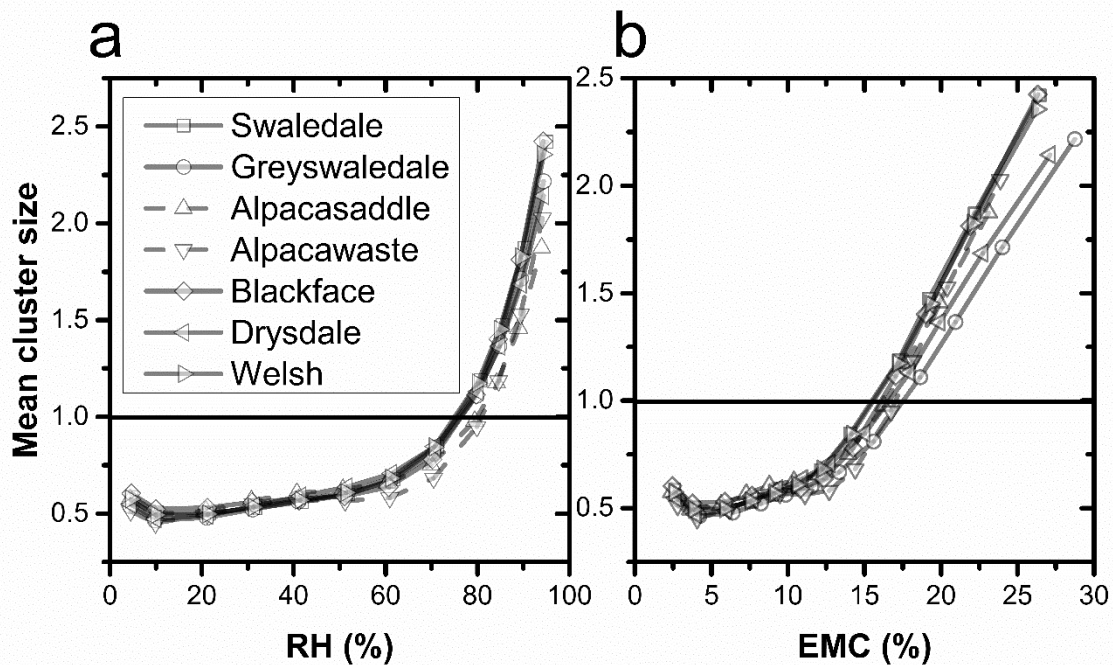 a
b
Mean cluster size
2.5
2.0
1.5
1.0
0.5
Swaledale
Greyswaledale
Alpacasaddle
Alpacawaste
Blackface
Drysdale
Welsh
0 20 40 60 80 100
RH (%)
2.5
2.0
1.5
1.0
0.5
0 5 10 15 20 25 30
EMC (%)